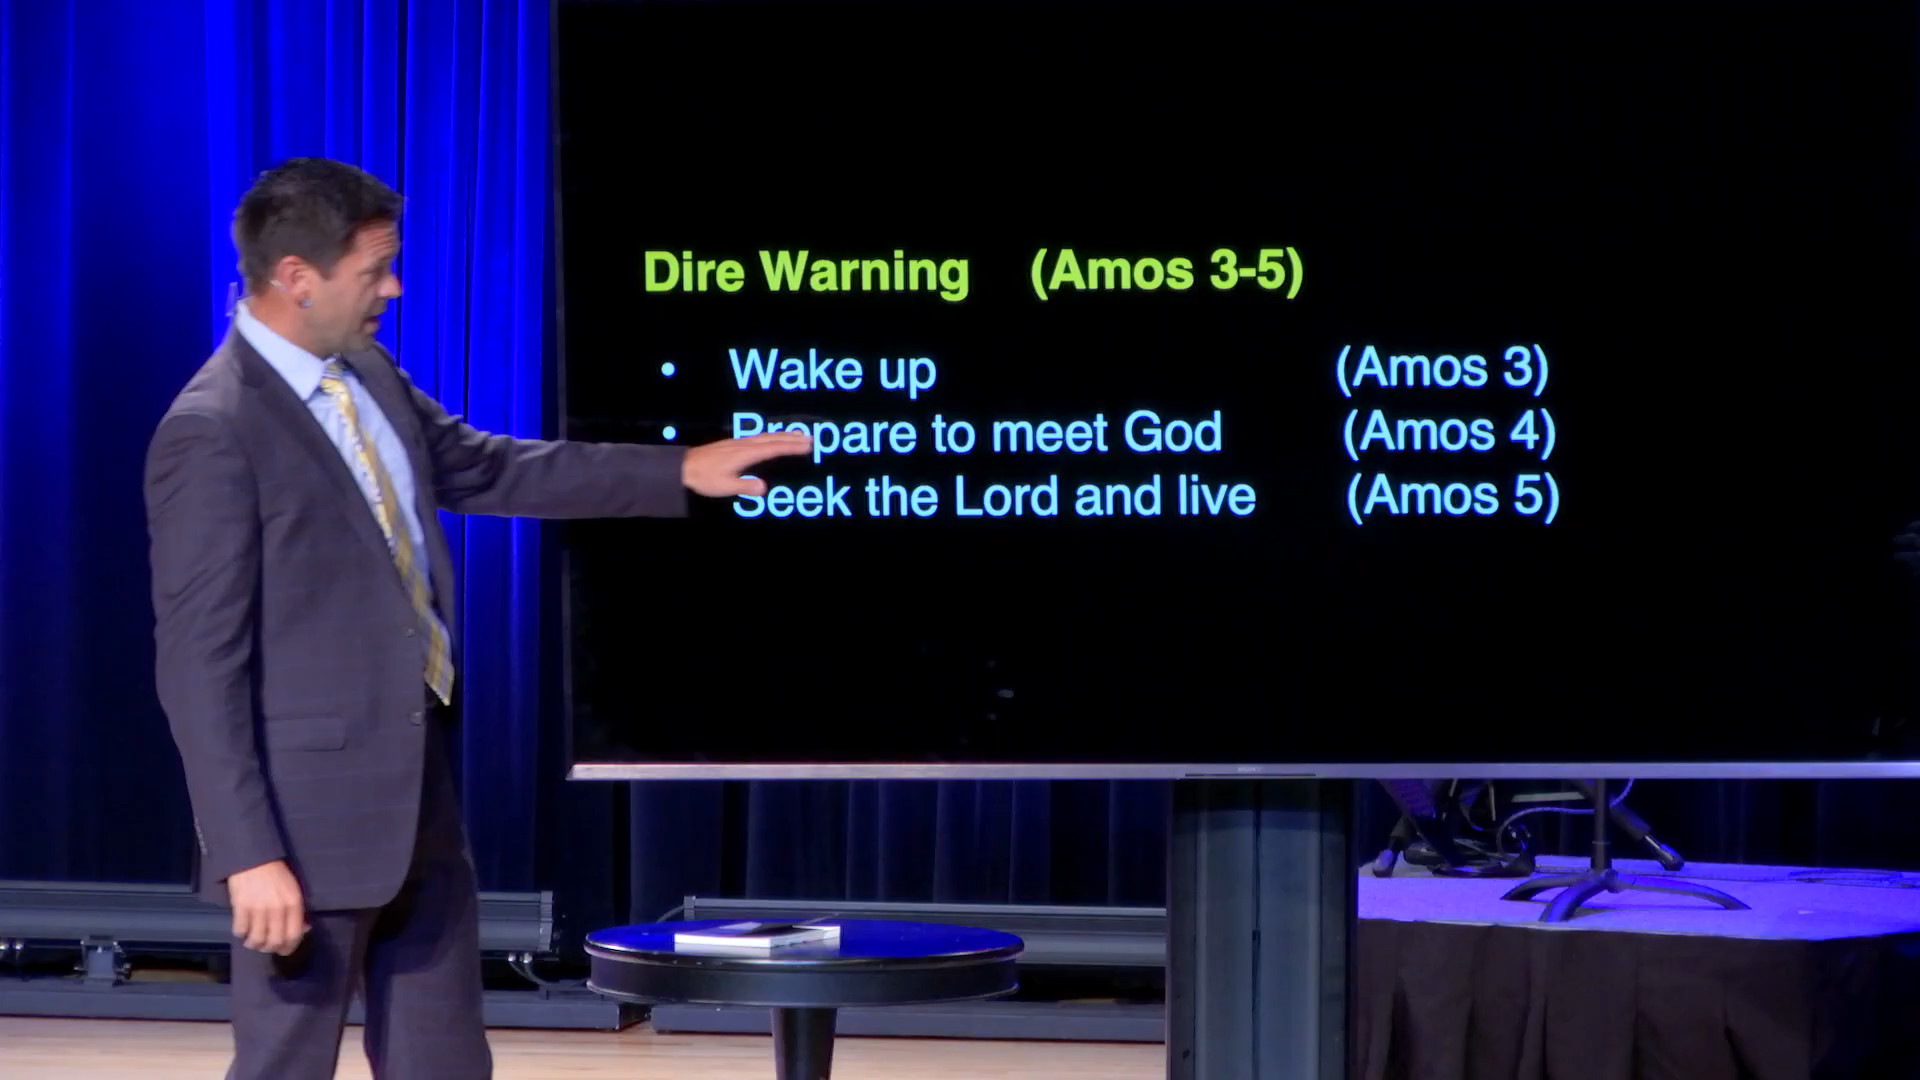 Dire Warning (Amos 3-5)
• Wake up (Amos 3)
• Prepare to meet God (Amos 4)
Seek the Lord and live (Amos 5)
SONY